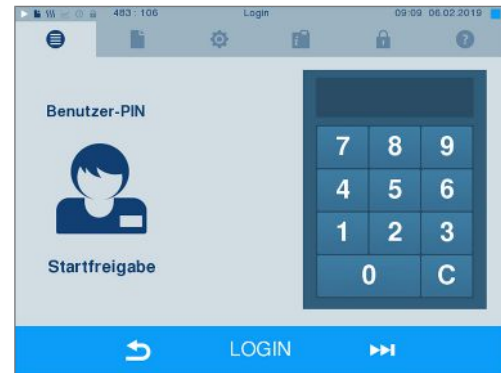 483 : 106 Login 09:09 06.02.2019
Benutzer-PIN
7 8 9
4 5 6
1 2 3
0 C
Startfreigabe
LOGIN